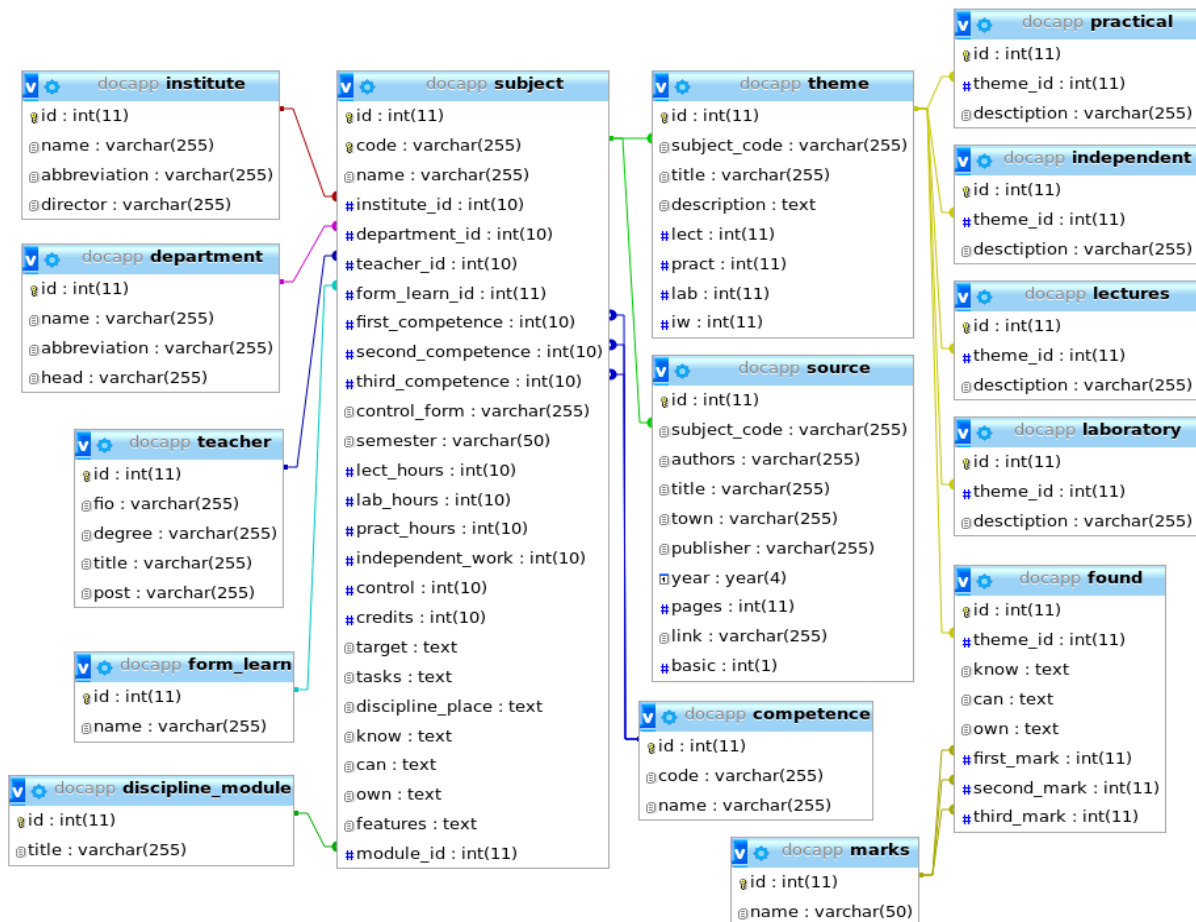 docapp institute
id : int(11)
name : varchar(255)
abbreviation : varchar(255)
director : varchar(255)
docapp department
id : int(11)
name : varchar(255)
abbreviation : varchar(255)
head : varchar(255)
docapp teacher
id : int(11)
fio : varchar(255)
degree : varchar(255)
title : varchar(255)
post : varchar(255)
docapp form_learn
id : int(11)
name : varchar(255)
docapp discipline_module
id : int(11)
title : varchar(255)
docapp subject
id : int(11)
code : varchar(255)
name : varchar(255)
#institute_id : int(10)
#department_id : int(10)
#teacher_id : int(10)
#form_learn_id : int(11)
#first_competence : int(10)
#second_competence : int(10)
#third_competence : int(10)
control_form : varchar(255)
semester : varchar(50)
#lect_hours : int(10)
#lab_hours : int(10)
#pract_hours : int(10)
#independent_work : int(10)
#control : int(10)
#credits : int(10)
target : text
tasks : text
discipline_place : text
know : text
can : text
own : text
features : text
#module_id : int(11)
docapp theme
id : int(11)
subject_code : varchar(255)
title : varchar(255)
description : text
#lect : int(11)
#pract : int(11)
#lab : int(11)
#iw : int(11)
docapp source
id : int(11)
subject_code : varchar(255)
authors : varchar(255)
title : varchar(255)
town : varchar(255)
publisher : varchar(255)
year : year(4)
#pages : int(11)
link : varchar(255)
#basic : int(1)
docapp competence
id : int(11)
code : varchar(255)
name : varchar(255)
docapp marks
id : int(11)
name : varchar(50)
docapp practical
id : int(11)
#theme_id : int(11)
desctiption : varchar(255)
docapp independent
id : int(11)
#theme_id : int(11)
desctiption : varchar(255)
docapp lectures
id : int(11)
#theme_id : int(11)
desctiption : varchar(255)
docapp laboratory
id : int(11)
#theme_id : int(11)
desctiption : varchar(255)
docapp found
id : int(11)
#theme_id : int(11)
know : text
can : text
own : text
#first_mark : int(11)
#second_mark : int(11)
#third_mark : int(11)